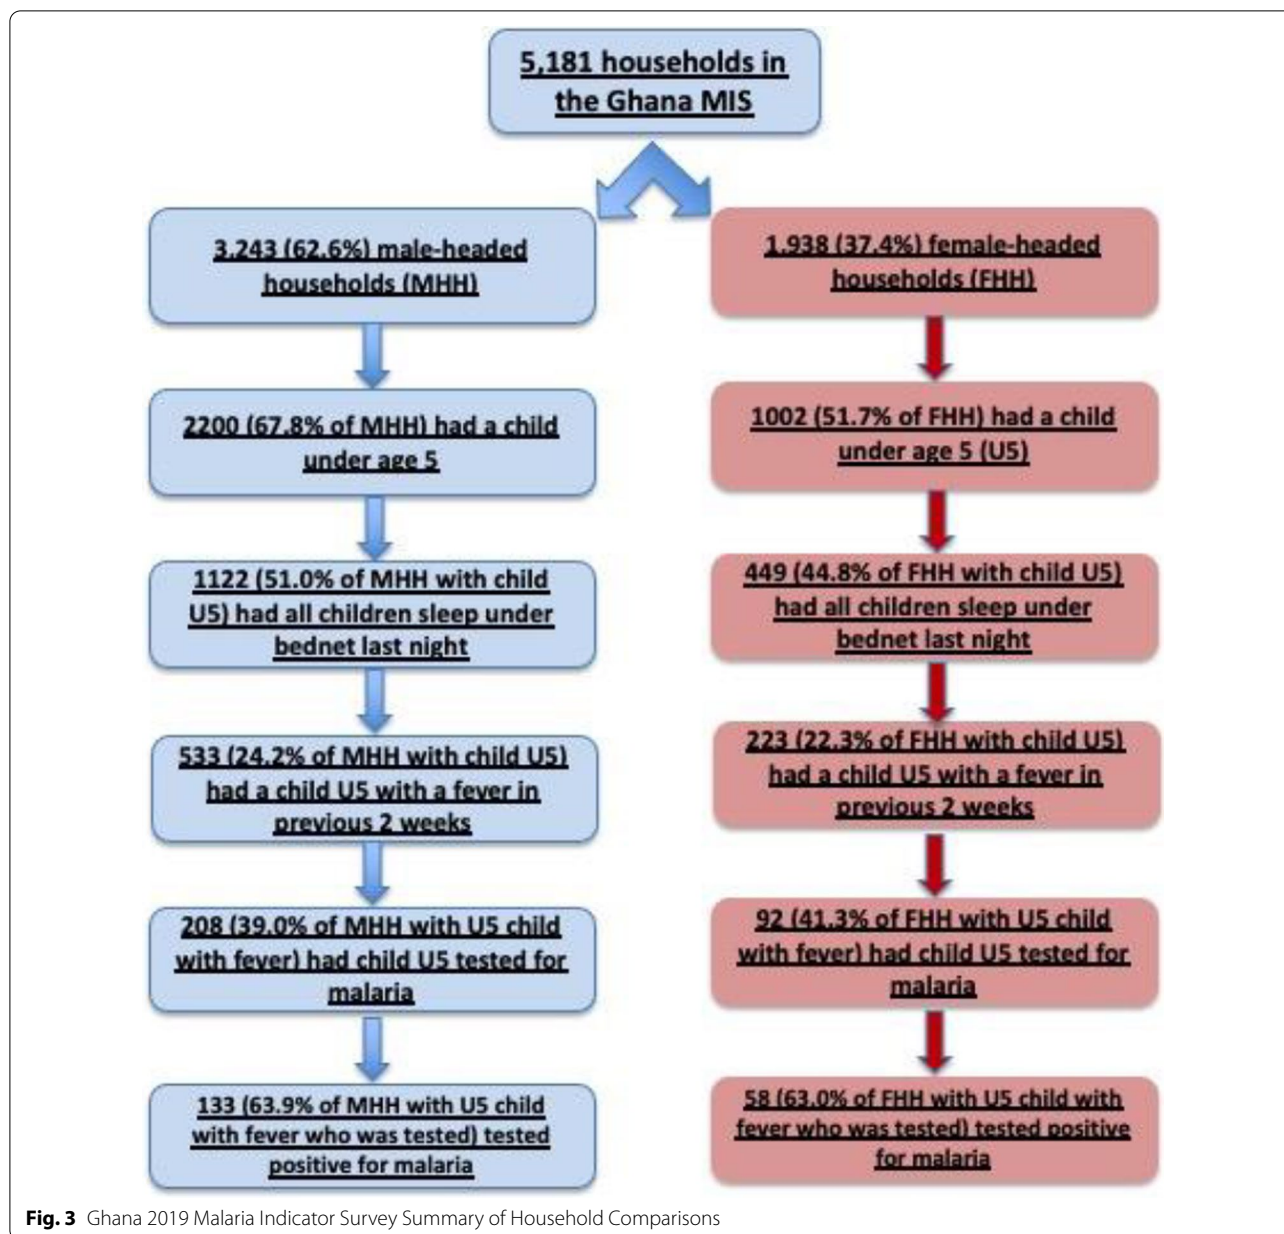 5,181 households in
the Ghana MIS
3.243 (62.6%) male-headed
households (MHH)
1.938 (37.4%) female-headed
households (FHH)
2200 (67.8% of MHH) had a child
under age 5
1002 (51.7% of FHH) had a child
under age 5 (U5)
1122 (51.0% of MHH with child
U5) had all children sleep under
bednet last night
449 (44.8% of FHH with child U5)
had all children sleep under
bednet last night
533 (24.2% of MHH with child U5)
had a child U5 with a fever in
previous 2 weeks
223 (22.3% of FHH with child U5)
had a child U5 with a fever in
previous 2 weeks
208 (39.0% of MHH with U5 child
with fever) had child U5 tested for
malaria
92 (41.3% of FHH with U5 child
with fever) had child U5 tested for
malaria
133 (63.9% of MHH with U5 child
with fever who was tested) tested
positive for malaria
58 (63.0% of FHH with U5 child with
fever who was tested) tested positive
for malaria
Fig. 3 Ghana 2019 Malaria Indicator Survey Summary of Household Comparisons